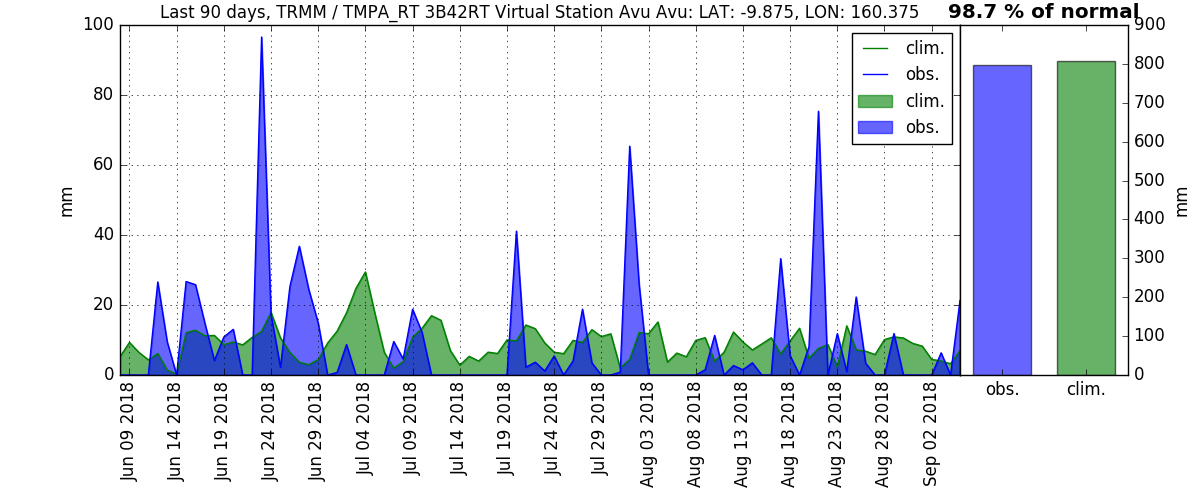 Last 90 days, TRMM / TMPA_RT 3B42RT Virtual Station Avu Avu: LAT: -9.875, LON: 160.375
98.7 % of normal
100
80
60
40
20
0
mm
clim.
obs.
clim.
obs.
900
800
700
600
500
400
300
200
100
0
mm
Jun 09 2018
Jun 14 2018
Jun 19 2018
Jun 24 2018
Jun 29 2018
Jul 04 2018
Jul 09 2018
Jul 14 2018
Jul 19 2018
Jul 24 2018
Jul 29 2018
Aug 03 2018
Aug 08 2018
Aug 13 2018
Aug 18 2018
Aug 23 2018
Aug 28 2018
Sep 02 2018
obs.
clim.